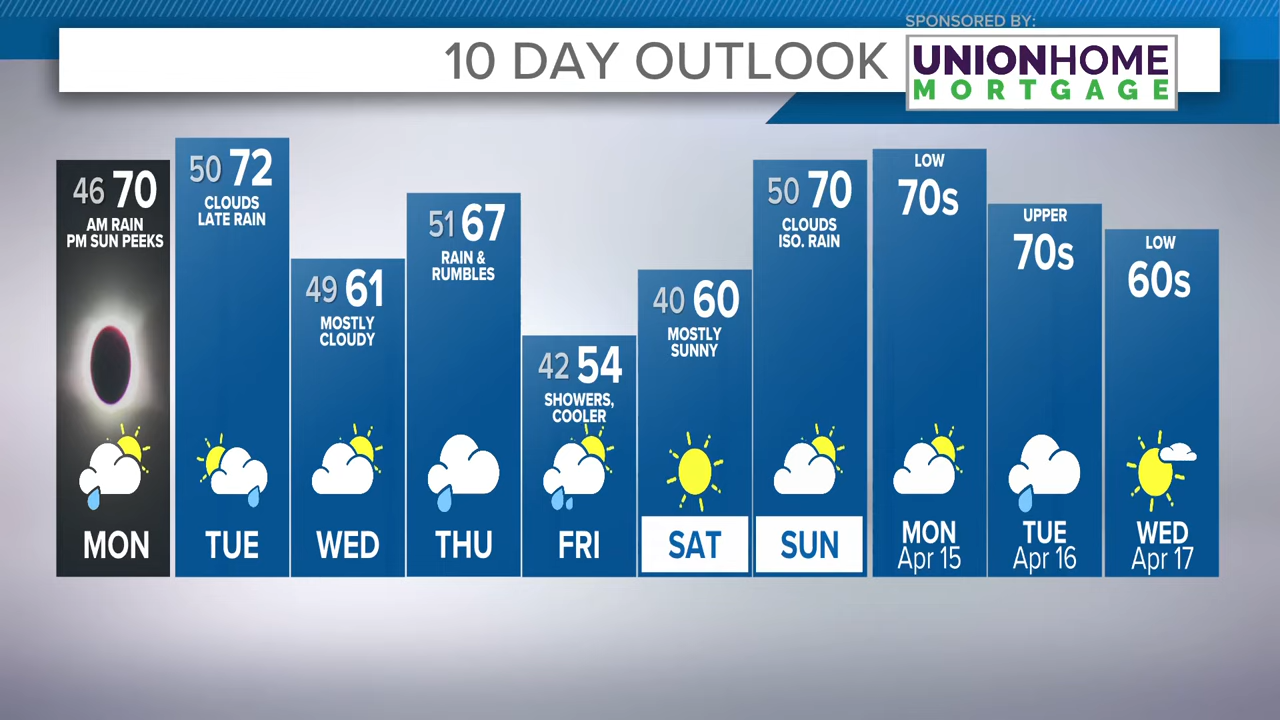 SPONSORED BY:
10 DAY OUTLOOK
UNIONHOME
MORTGAGE
46 70
AM RAIN
PM SUN PEEKS
MON
50 72
CLOUDS
LATE RAIN
TUE
49 61
MOSTLY
CLOUDY
WED
51 67
RAIN &
RUMBLES
THU
42 54
SHOWERS,
COOLER
FRI
40 60
MOSTLY
SUNNY
SAT
50 70
CLOUDS
ISO. RAIN
SUN
LOW
70s
MON
Apr 15
UPPER
70s
TUE
Apr 16
LOW
60s
WED
Apr 17